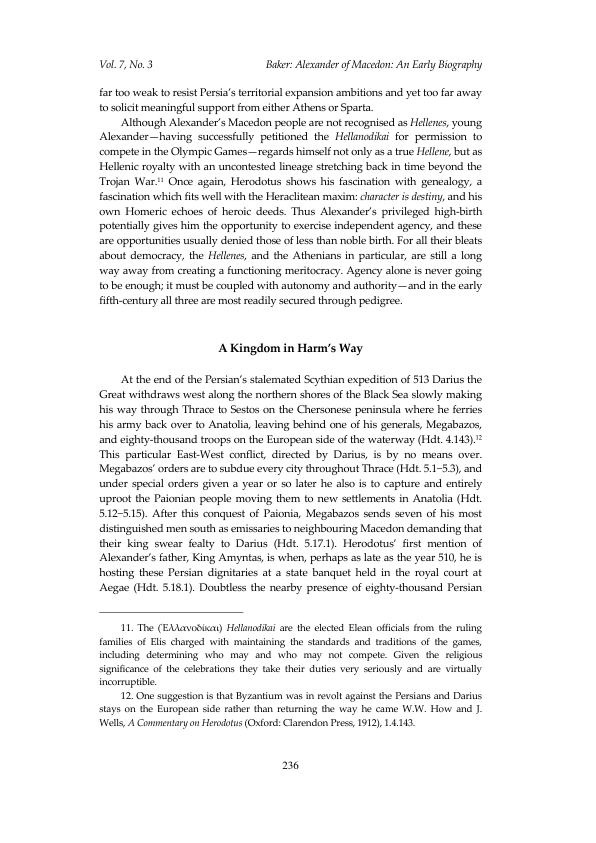 Vol. 7, No. 3 Baker: Alexander of Macedon: An Early Biography
far too weak to resist Persia's territorial expansion ambitions and yet too far away
to solicit meaningful support from either Athens or Sparta.
Although Alexander's Macedon people are not recognised as Hellenes, young
Alexander—having successfully petitioned the Hellanodikai for permission to
compete in the Olympic Games—regards himself not only as a true Hellene, but as
Hellenic royalty with an uncontested lineage stretching back in time beyond the
Trojan War.¹¹ Once again, Herodotus shows his fascination with genealogy, a
fascination which fits well with the Heraclitean maxim: character is destiny, and his
own Homeric echoes of heroic deeds. Thus Alexander's privileged high-birth
potentially gives him the opportunity to exercise independent agency, and these
are opportunities usually denied those of less than noble birth. For all their bleats
about democracy, the Hellenes, and the Athenians in particular, are still a long
way away from creating a functioning meritocracy. Agency alone is never going
to be enough; it must be coupled with autonomy and authority—and in the early
fifth-century all three are most readily secured through pedigree.
A Kingdom in Harm's Way
At the end of the Persian's stalemated Scythian expedition of 513 Darius the
Great withdraws west along the northern shores of the Black Sea slowly making
his way through Thrace to Sestos on the Chersonese peninsula where he ferries
his army back over to Anatolia, leaving behind one of his generals, Megabazos,
and eighty-thousand troops on the European side of the waterway (Hdt. 4.143).¹²
This particular East-West conflict, directed by Darius, is by no means over.
Megabazos' orders are to subdue every city throughout Thrace (Hdt. 5.1−5.3), and
under special orders given a year or so later he also is to capture and entirely
uproot the Paionian people moving them to new settlements in Anatolia (Hdt.
5.12−5.15). After this conquest of Paionia, Megabazos sends seven of his most
distinguished men south as emissaries to neighbouring Macedon demanding that
their king swear fealty to Darius (Hdt. 5.17.1). Herodotus' first mention of
Alexander's father, King Amyntas, is when, perhaps as late as the year 510, he is
hosting these Persian dignitaries at a state banquet held in the royal court at
Aegae (Hdt. 5.18.1). Doubtless the nearby presence of eighty-thousand Persian
11. The (Ἑλλανοδίκαι) Hellanodikai are the elected Elean officials from the ruling
families of Elis charged with maintaining the standards and traditions of the games,
including determining who may and who may not compete. Given the religious
significance of the celebrations they take their duties very seriously and are virtually
incorruptible.
12. One suggestion is that Byzantium was in revolt against the Persians and Darius
stays on the European side rather than returning the way he came W.W. How and J.
Wells, A Commentary on Herodotus (Oxford: Clarendon Press, 1912), 1.4.143.
236